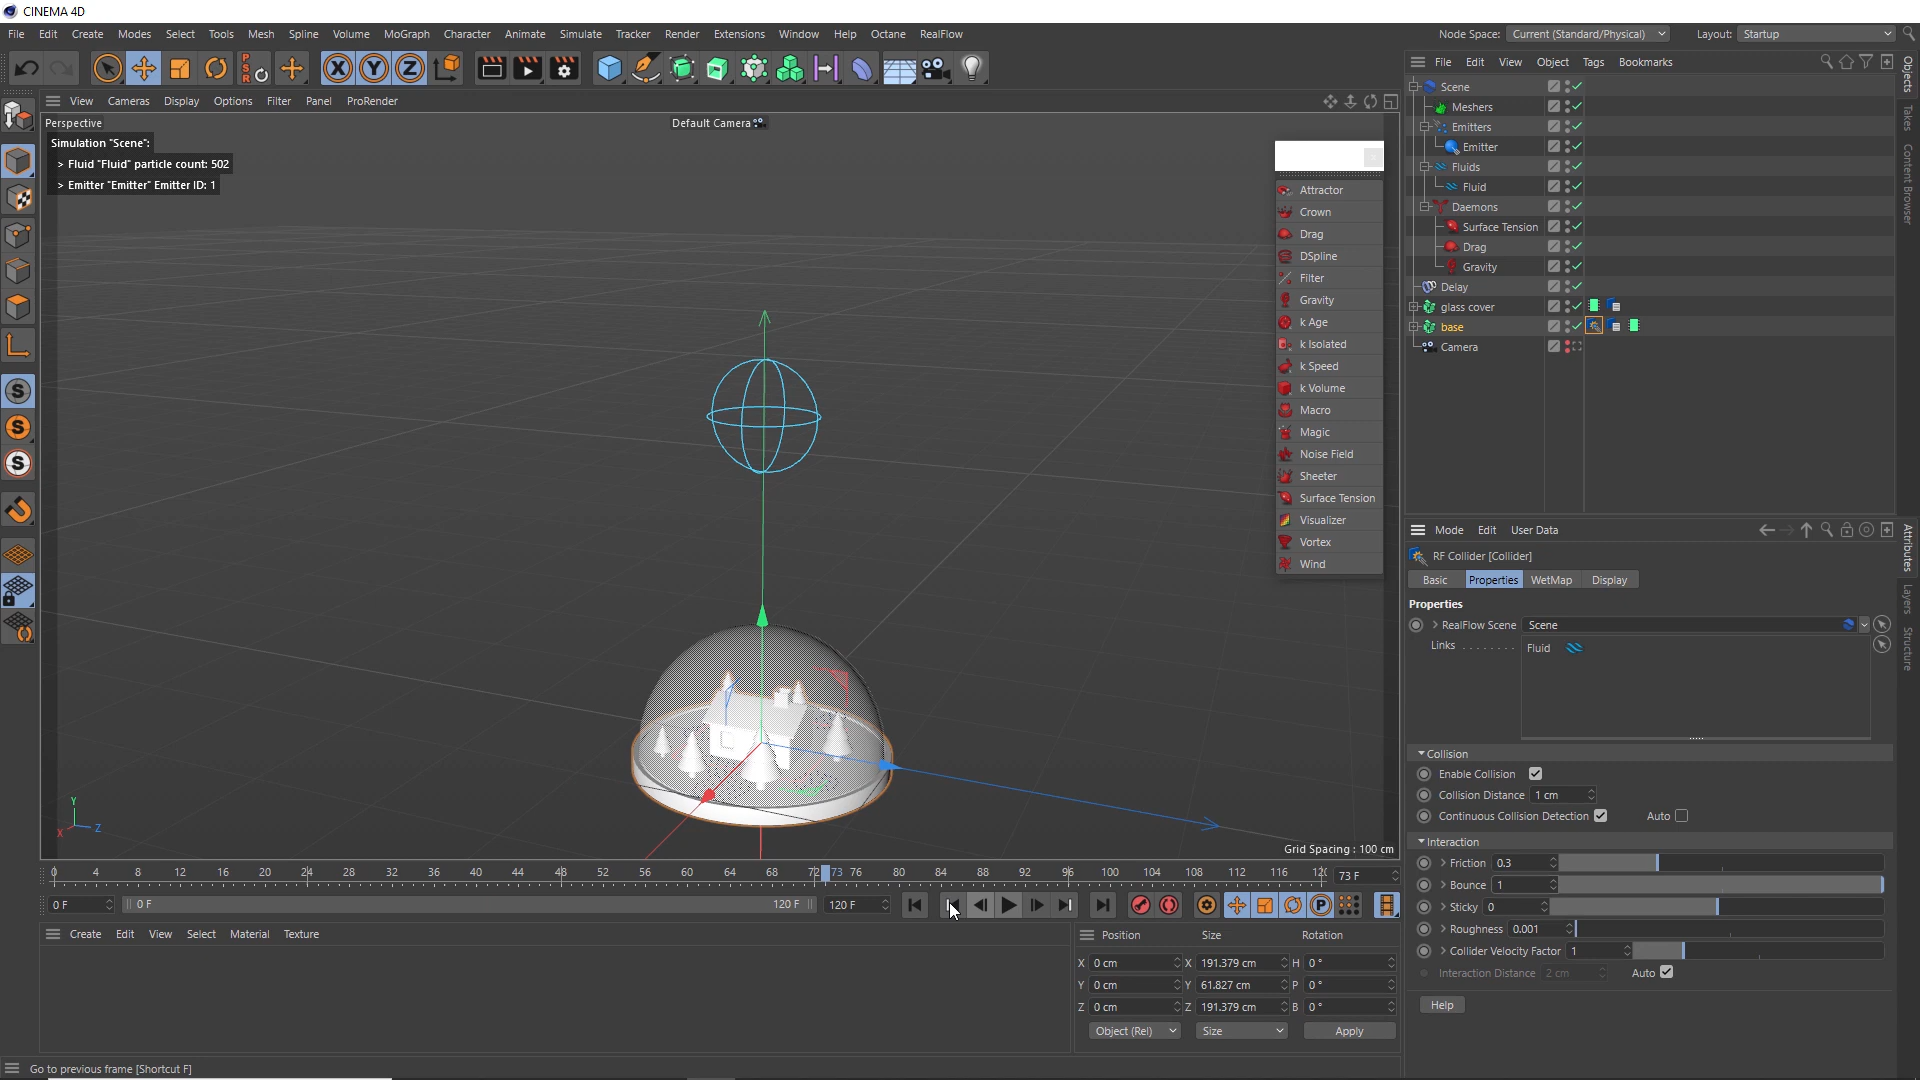 CINEMA 4D
File Edit Create Modes Select Tools Mesh Spline Volume MoGraph Character Animate Simulate Tracker Render Extensions Window Help Octane RealFlow
Node Space: Current (Standard/Physical) Layout: Startup
File Edit View Object Tags Bookmarks
View Cameras Display Options Filter Panel ProRender
Perspective
Default Camera
Simulation "Scene":
> Fluid "Fluid" particle count: 502
> Emitter "Emitter" Emitter ID: 1
Attractor
Crown
Drag
DSpline
Filter
Gravity
k Age
k Isolated
k Speed
k Volume
Macro
Magic
Noise Field
Sheeter
Surface Tension
Visualizer
Vortex
Wind
Scene
Meshers
Emitters
Emitter
Fluids
Fluid
Daemons
Surface Tension
Drag
Gravity
Delay
glass cover
base
Camera
Objects
Takes
Content Browser
Mode Edit User Data
RF Collider [Collider]
Basic Properties WetMap Display
Properties
RealFlow Scene Scene
Links . . . . . . . . Fluid
Collision
Enable Collision
Collision Distance 1 cm
Continuous Collision Detection Auto
Interaction
Friction 0.3
Bounce 1
Sticky 0
Roughness 0.001
Collider Velocity Factor 1
Interaction Distance 2 cm Auto
Help
Attributes
Layers
Structure
Y
X Z
Grid Spacing : 100 cm
0 4 8 12 16 20 24 28 32 36 40 44 48 52 56 60 64 68 72 73 76 80 84 88 92 96 100 104 108 112 116 120 73 F
0 F 0 F 120 F 120 F
Create Edit View Select Material Texture
Position Size Rotation
X 0 cm X 191.379 cm H 0 °
Y 0 cm Y 61.827 cm P 0 °
Z 0 cm Z 191.379 cm B 0 °
Object (Rel) Size Apply
Go to previous frame [Shortcut F]